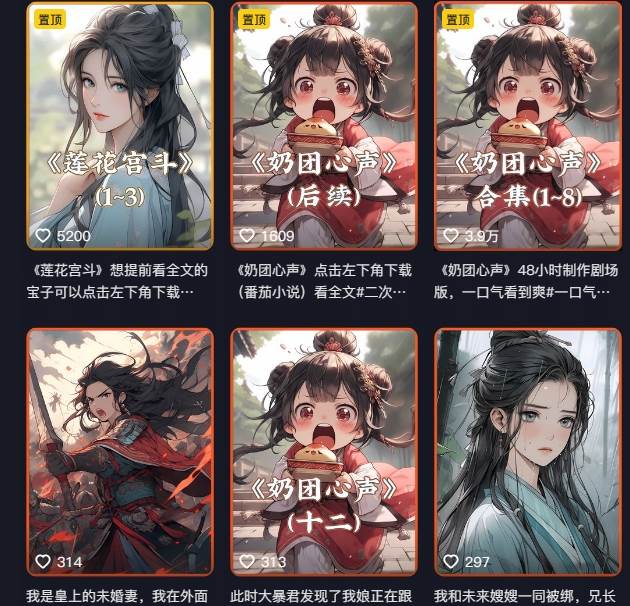 置顶
《莲花宫斗》
(1~3)
5200
《莲花宫斗》想提前看全文的
宝子可以点击左下角下载…
置顶
《奶团心声》
(后续)
1609
《奶团心声》点击左下角下载
（番茄小说）看全文#二次…
置顶
《奶团心声》
合集(1~8)
3.9万
《奶团心声》48小时制作剧场
版，一口气看到爽#一口气…
314
我是皇上的未婚妻，我在外面
《奶团心声》
(十二)
313
此时大暴君发现了我娘正在跟
297
我和未来嫂嫂一同被绑，兄长